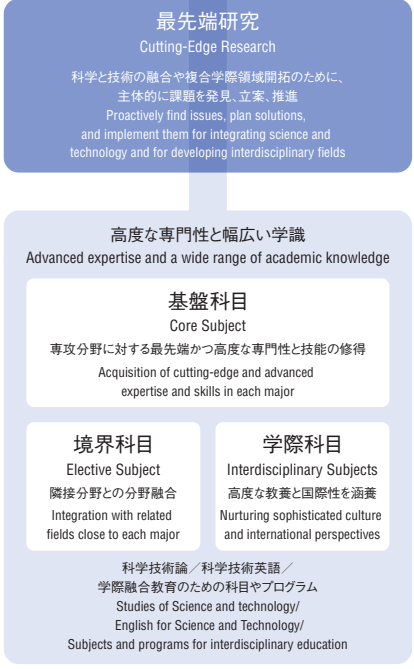 最先端研究
Cutting-Edge Research
科学と技術の融合や複合学際領域開拓のために、
主体的に課題を発見、立案、推進
Proactively find issues, plan solutions,
and implement them for integrating science and
technology and for developing interdisciplinary fields
高度な専門性と幅広い学識
Advanced expertise and a wide range of academic knowledge
基盤科目
Core Subject
専攻分野に対する最先端かつ高度な専門性と技能の修得
Acquisition of cutting-edge and advanced
expertise and skills in each major
境界科目
Elective Subject
隣接分野との分野融合
Integration with related
fields close to each major
学際科目
Interdisciplinary Subjects
高度な教養と国際性を涵養
Nurturing sophisticated culture
and international perspectives
科学技術論／科学技術英語／
学際融合教育のための科目やプログラム
Studies of Science and technology/
English for Science and Technology/
Subjects and programs for interdisciplinary education